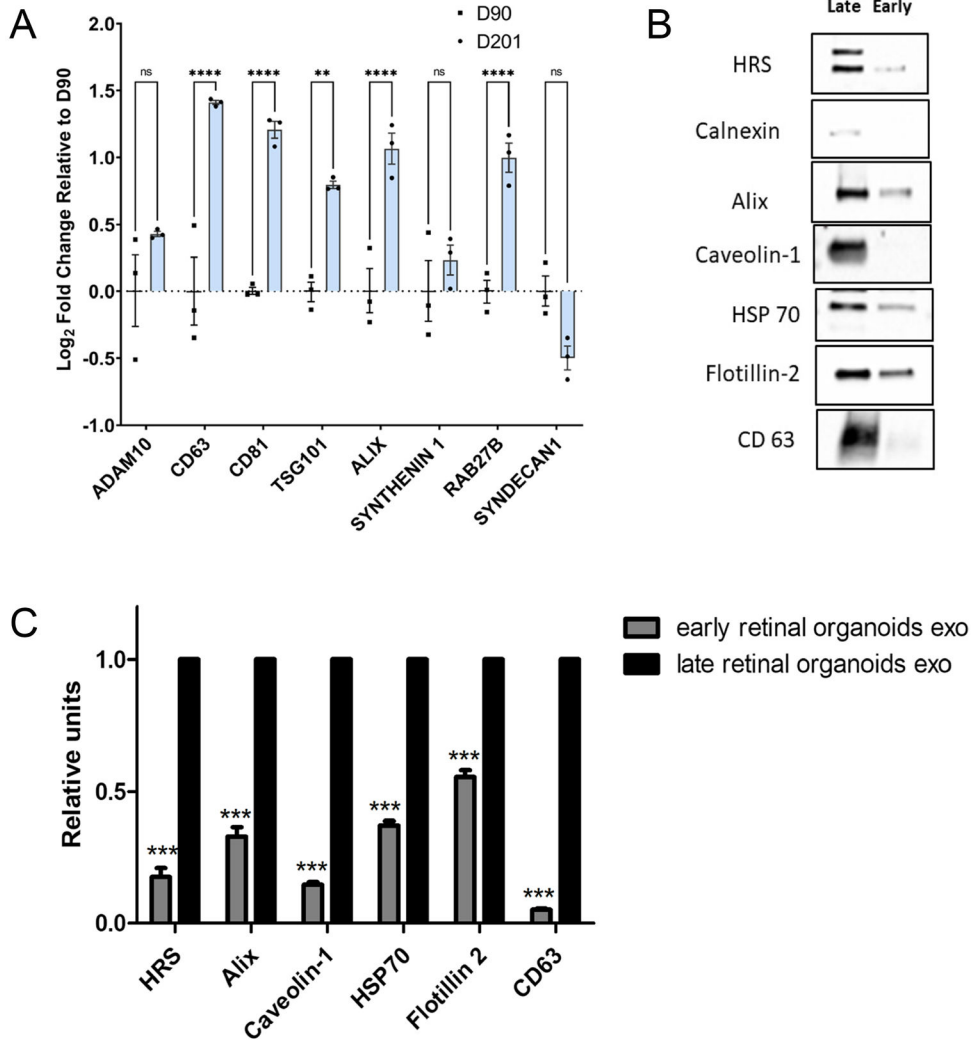 A
Log2 Fold Change Relative to D90
2.0
1.5
1.0
0.5
0.0
-0.5
-1.0
D90
D201
ns
****
****
**
****
ns
****
ns
ADAM10
CD63
CD81
TSG101
ALIX
SYNTHENIN 1
RAB27B
SYNDECAN1
B
Late Early
HRS
Calnexin
Alix
Caveolin-1
HSP 70
Flotillin-2
CD 63
C
Relative units
1.0
0.5
0.0
***
***
***
***
***
***
HRS
Alix
Caveolin-1
HSP70
Flotillin 2
CD63
early retinal organoids exo
late retinal organoids exo